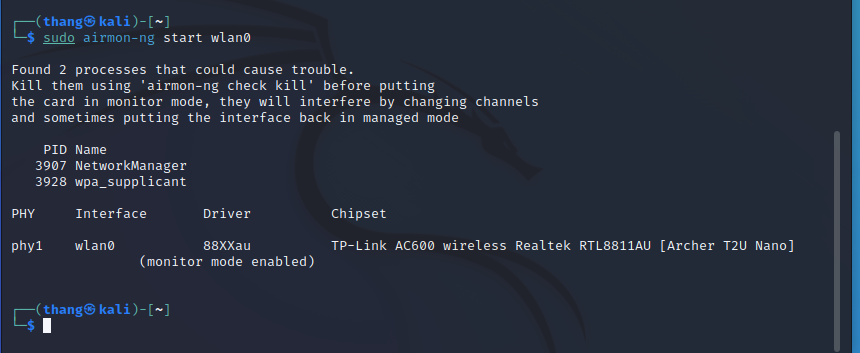 ┌──(thang㉿kali)-[~]
└─$ sudo airmon-ng start wlan0
Found 2 processes that could cause trouble.
Kill them using 'airmon-ng check kill' before putting
the card in monitor mode, they will interfere by changing channels
and sometimes putting the interface back in managed mode
PID Name
3907 NetworkManager
3928 wpa_supplicant
PHY Interface Driver Chipset
phy1 wlan0 88XXau TP-Link AC600 wireless Realtek RTL8811AU [Archer T2U Nano]
(monitor mode enabled)
┌──(thang㉿kali)-[~]
└─$